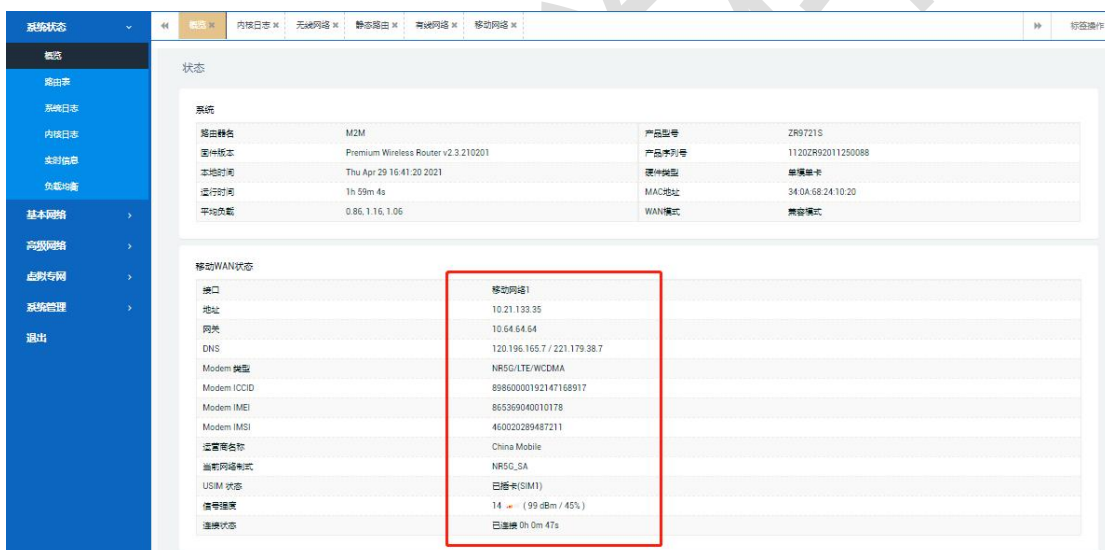 系统状态
概览
内核日志
无线网络
静态路由
有线网络
移动网络
标签操作
概览
路由表
系统日志
内核日志
实时信息
负载均衡
基本网络
高级网络
虚拟专网
系统管理
退出
状态
系统
路由器名 M2M 产品型号 ZR9721S
固件版本 Premium Wireless Router v2.3.210201 产品序列号 1120ZR92011250088
本地时间 Thu Apr 29 16:41:20 2021 硬件类型 单模单卡
运行时间 1h 59m 4s MAC地址 34:0A:68:24:10:20
平均负载 0.86, 1.16, 1.06 WAN模式 兼容模式
移动WAN状态
接口 移动网络1
地址 10.21.133.35
网关 10.64.64.64
DNS 120.196.165.7 / 221.179.38.7
Modem 类型 NR5G/LTE/WCDMA
Modem ICCID 89860000192147168917
Modem IMEI 865369040010178
Modem IMSI 460020289487211
运营商名称 China Mobile
当前网络制式 NR5G_SA
USIM 状态 已插卡(SIM1)
信号强度 14 ( 99 dBm / 45% )
连接状态 已连接 0h 0m 47s